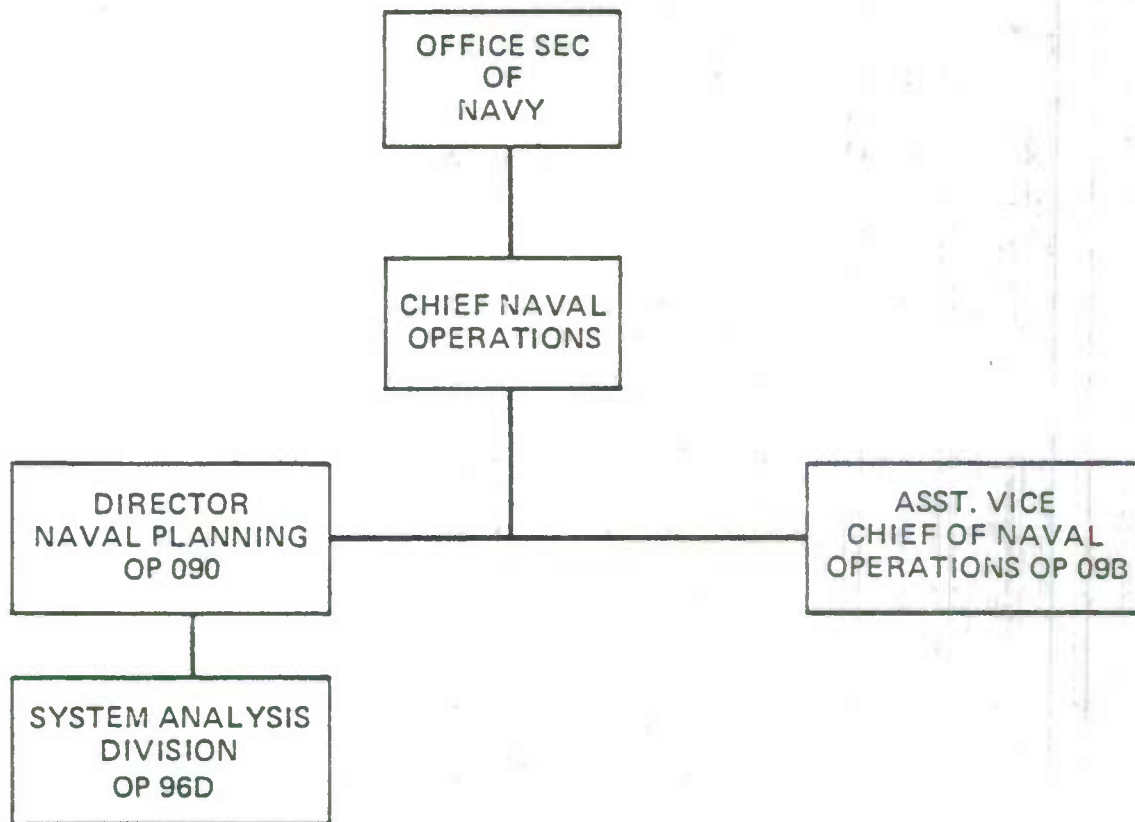 OFFICE SEC
OF
NAVY
CHIEF NAVAL
OPERATIONS
DIRECTOR
NAVAL PLANNING
OP 090
ASST. VICE
CHIEF OF NAVAL
OPERATIONS OP 09B
SYSTEM ANALYSIS
DIVISION
OP 96D